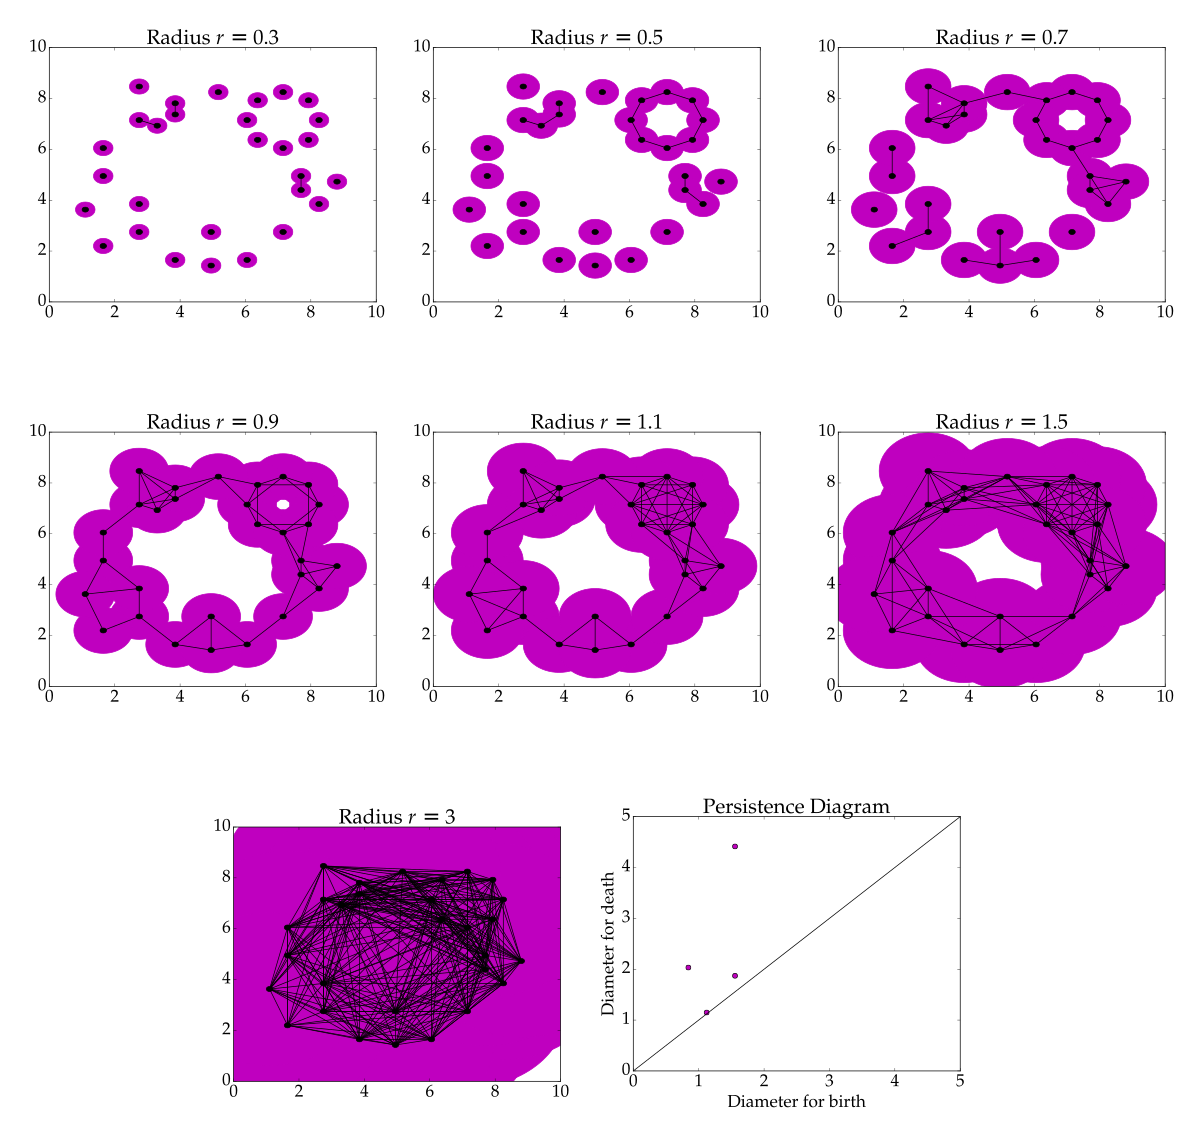 Radius r = 0.3
Radius r = 0.5
Radius r = 0.7
10
8
6
4
2
0
0 2 4 6 8 10
10
8
6
4
2
0
0 2 4 6 8 10
10
8
6
4
2
0
0 2 4 6 8 10
Radius r = 0.9
Radius r = 1.1
Radius r = 1.5
10
8
6
4
2
0
0 2 4 6 8 10
10
8
6
4
2
0
0 2 4 6 8 10
10
8
6
4
2
0
0 2 4 6 8 10
Radius r = 3
10
8
6
4
2
0
0 2 4 6 8 10
Persistence Diagram
Diameter for death
5
4
3
2
1
0
0 1 2 3 4 5
Diameter for birth